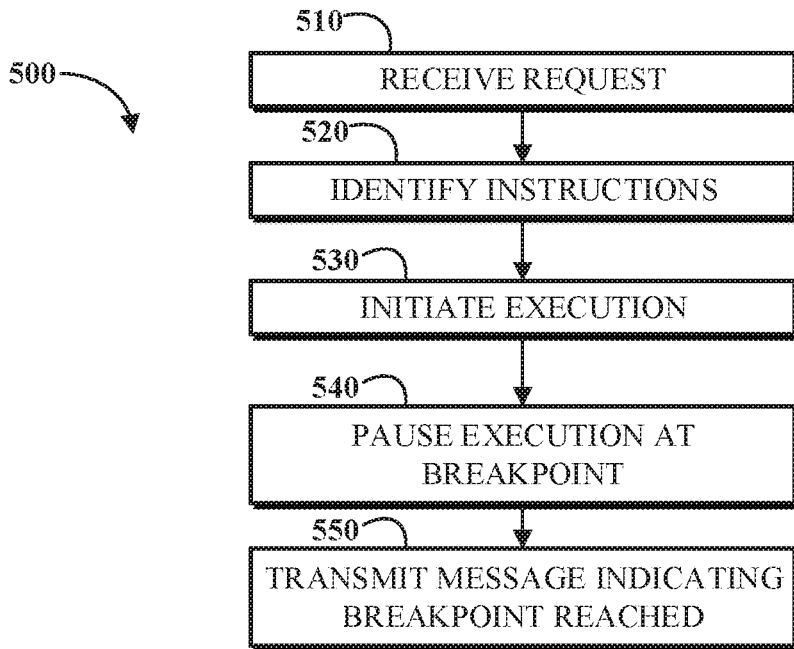 510
RECEIVE REQUEST
500
520
IDENTIFY INSTRUCTIONS
530
INITIATE EXECUTION
540
PAUSE EXECUTION AT
BREAKPOINT
550
TRANSMIT MESSAGE INDICATING
BREAKPOINT REACHED